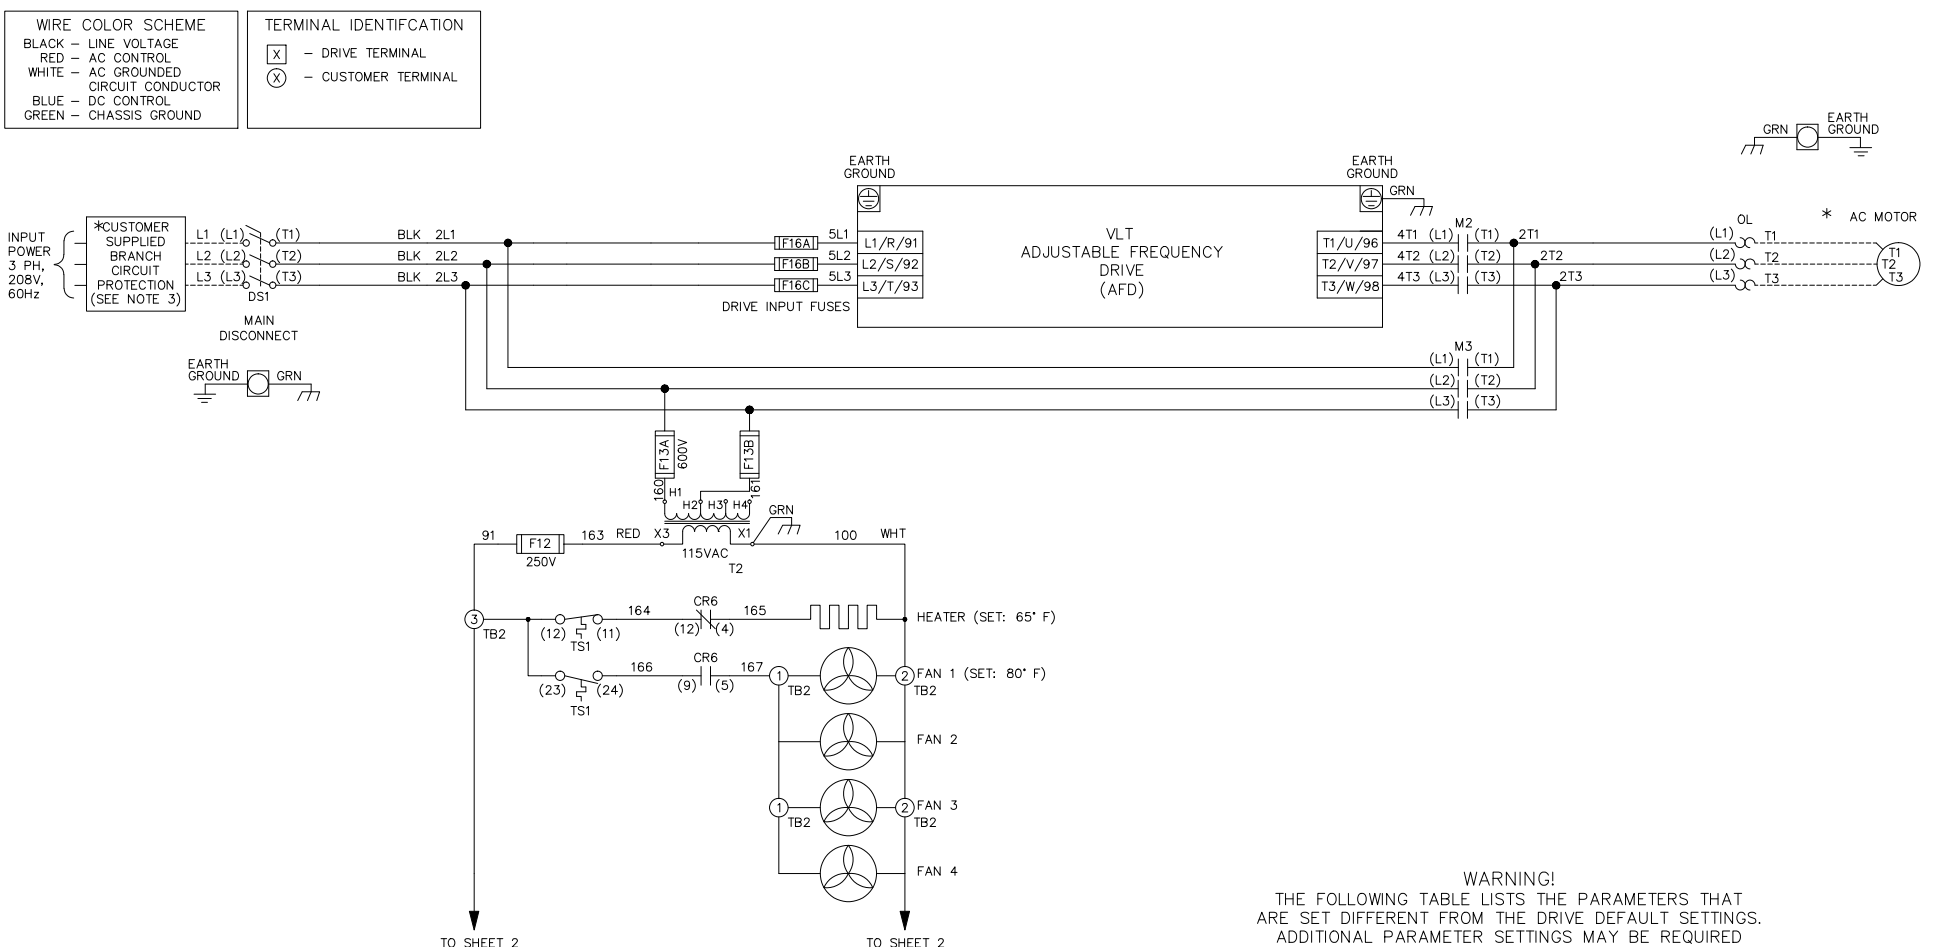 WIRE COLOR SCHEME
BLACK – LINE VOLTAGE
RED – AC CONTROL
WHITE – AC GROUNDED
CIRCUIT CONDUCTOR
BLUE – DC CONTROL
GREEN – CHASSIS GROUND
TERMINAL IDENTIFCATION
X – DRIVE TERMINAL
X – CUSTOMER TERMINAL
GRN
EARTH
GROUND
EARTH
GROUND
EARTH
GROUND
GRN
INPUT
POWER
3 PH,
208V,
60Hz
*CUSTOMER
SUPPLIED
BRANCH
CIRCUIT
PROTECTION
(SEE NOTE 3)
L1 (L1) (T1) BLK 2L1 F16A 5L1 L1/R/91
L2 (L2) (T2) BLK 2L2 F16B 5L2 L2/S/92
L3 (L3) (T3) BLK 2L3 F16C 5L3 L3/T/93
DS1
MAIN
DISCONNECT
DRIVE INPUT FUSES
VLT
ADJUSTABLE FREQUENCY
DRIVE
(AFD)
M2
T1/U/96 4T1 (L1) (T1) 2T1
T2/V/97 4T2 (L2) (T2) 2T2
T3/W/98 4T3 (L3) (T3) 2T3
OL
(L1) T1
(L2) T2
(L3) T3
* AC MOTOR
T1
T2
T3
EARTH
GROUND
GRN
M3
(L1) (T1)
(L2) (T2)
(L3) (T3)
F13A
600V
F13B
160
H1
H2
H3
H4
161
GRN
91 F12 163 RED X3 X1 100 WHT
250V
115VAC
T2
3
TB2
(12) (11) 164 CR6 (12) (4) 165 HEATER (SET: 65° F)
TS1
(23) (24) 166 CR6 (9) (5) 167 1 TB2 2 TB2 FAN 1 (SET: 80° F)
TS1
FAN 2
1 TB2 2 TB2 FAN 3
FAN 4
TO SHEET 2
TO SHEET 2
WARNING!
THE FOLLOWING TABLE LISTS THE PARAMETERS THAT
ARE SET DIFFERENT FROM THE DRIVE DEFAULT SETTINGS.
ADDITIONAL PARAMETER SETTINGS MAY BE REQUIRED